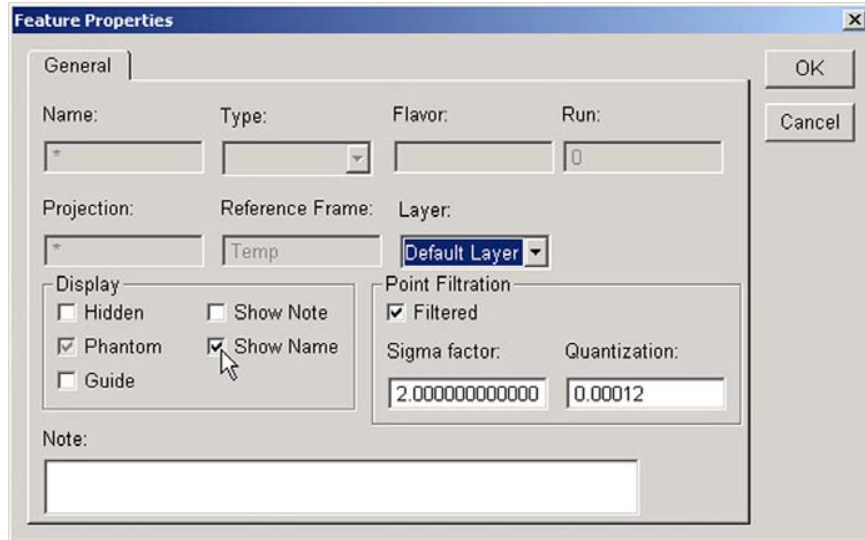 Feature Properties
General
OK
Cancel
Name: Type: Flavor: Run:
* 0
Projection: Reference Frame: Layer:
* Temp Default Layer
Display Point Filtration
Hidden Show Note Filtered
Phantom Show Name Sigma factor: Quantization:
Guide 2.000000000000 0.00012
Note: